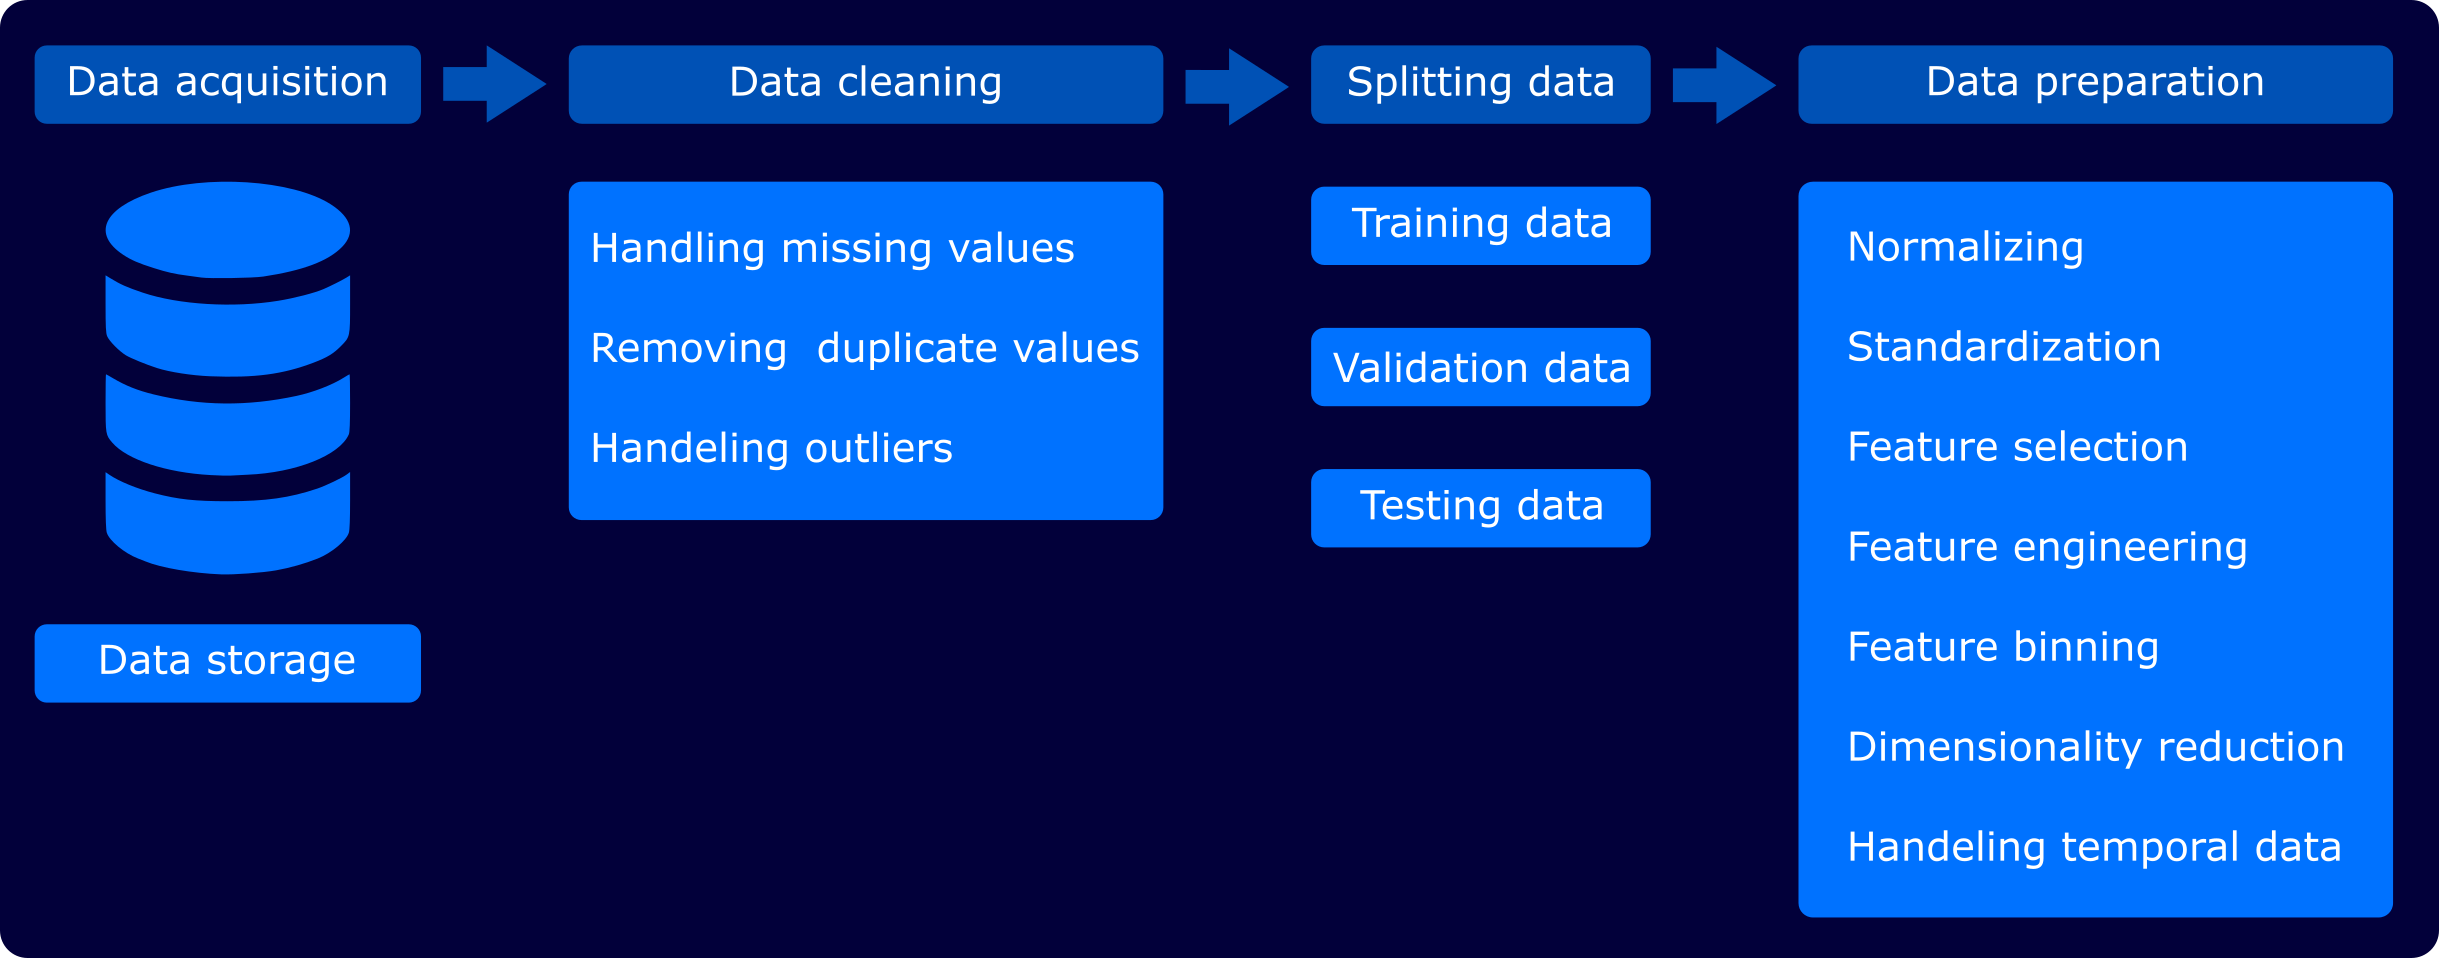 Data acquisition
Data cleaning
Splitting data
Data preparation
Data storage
Handling missing values
Removing  duplicate values
Handeling outliers
Training data
Validation data
Testing data
Normalizing
Standardization
Feature selection
Feature engineering
Feature binning
Dimensionality reduction
Handeling temporal data